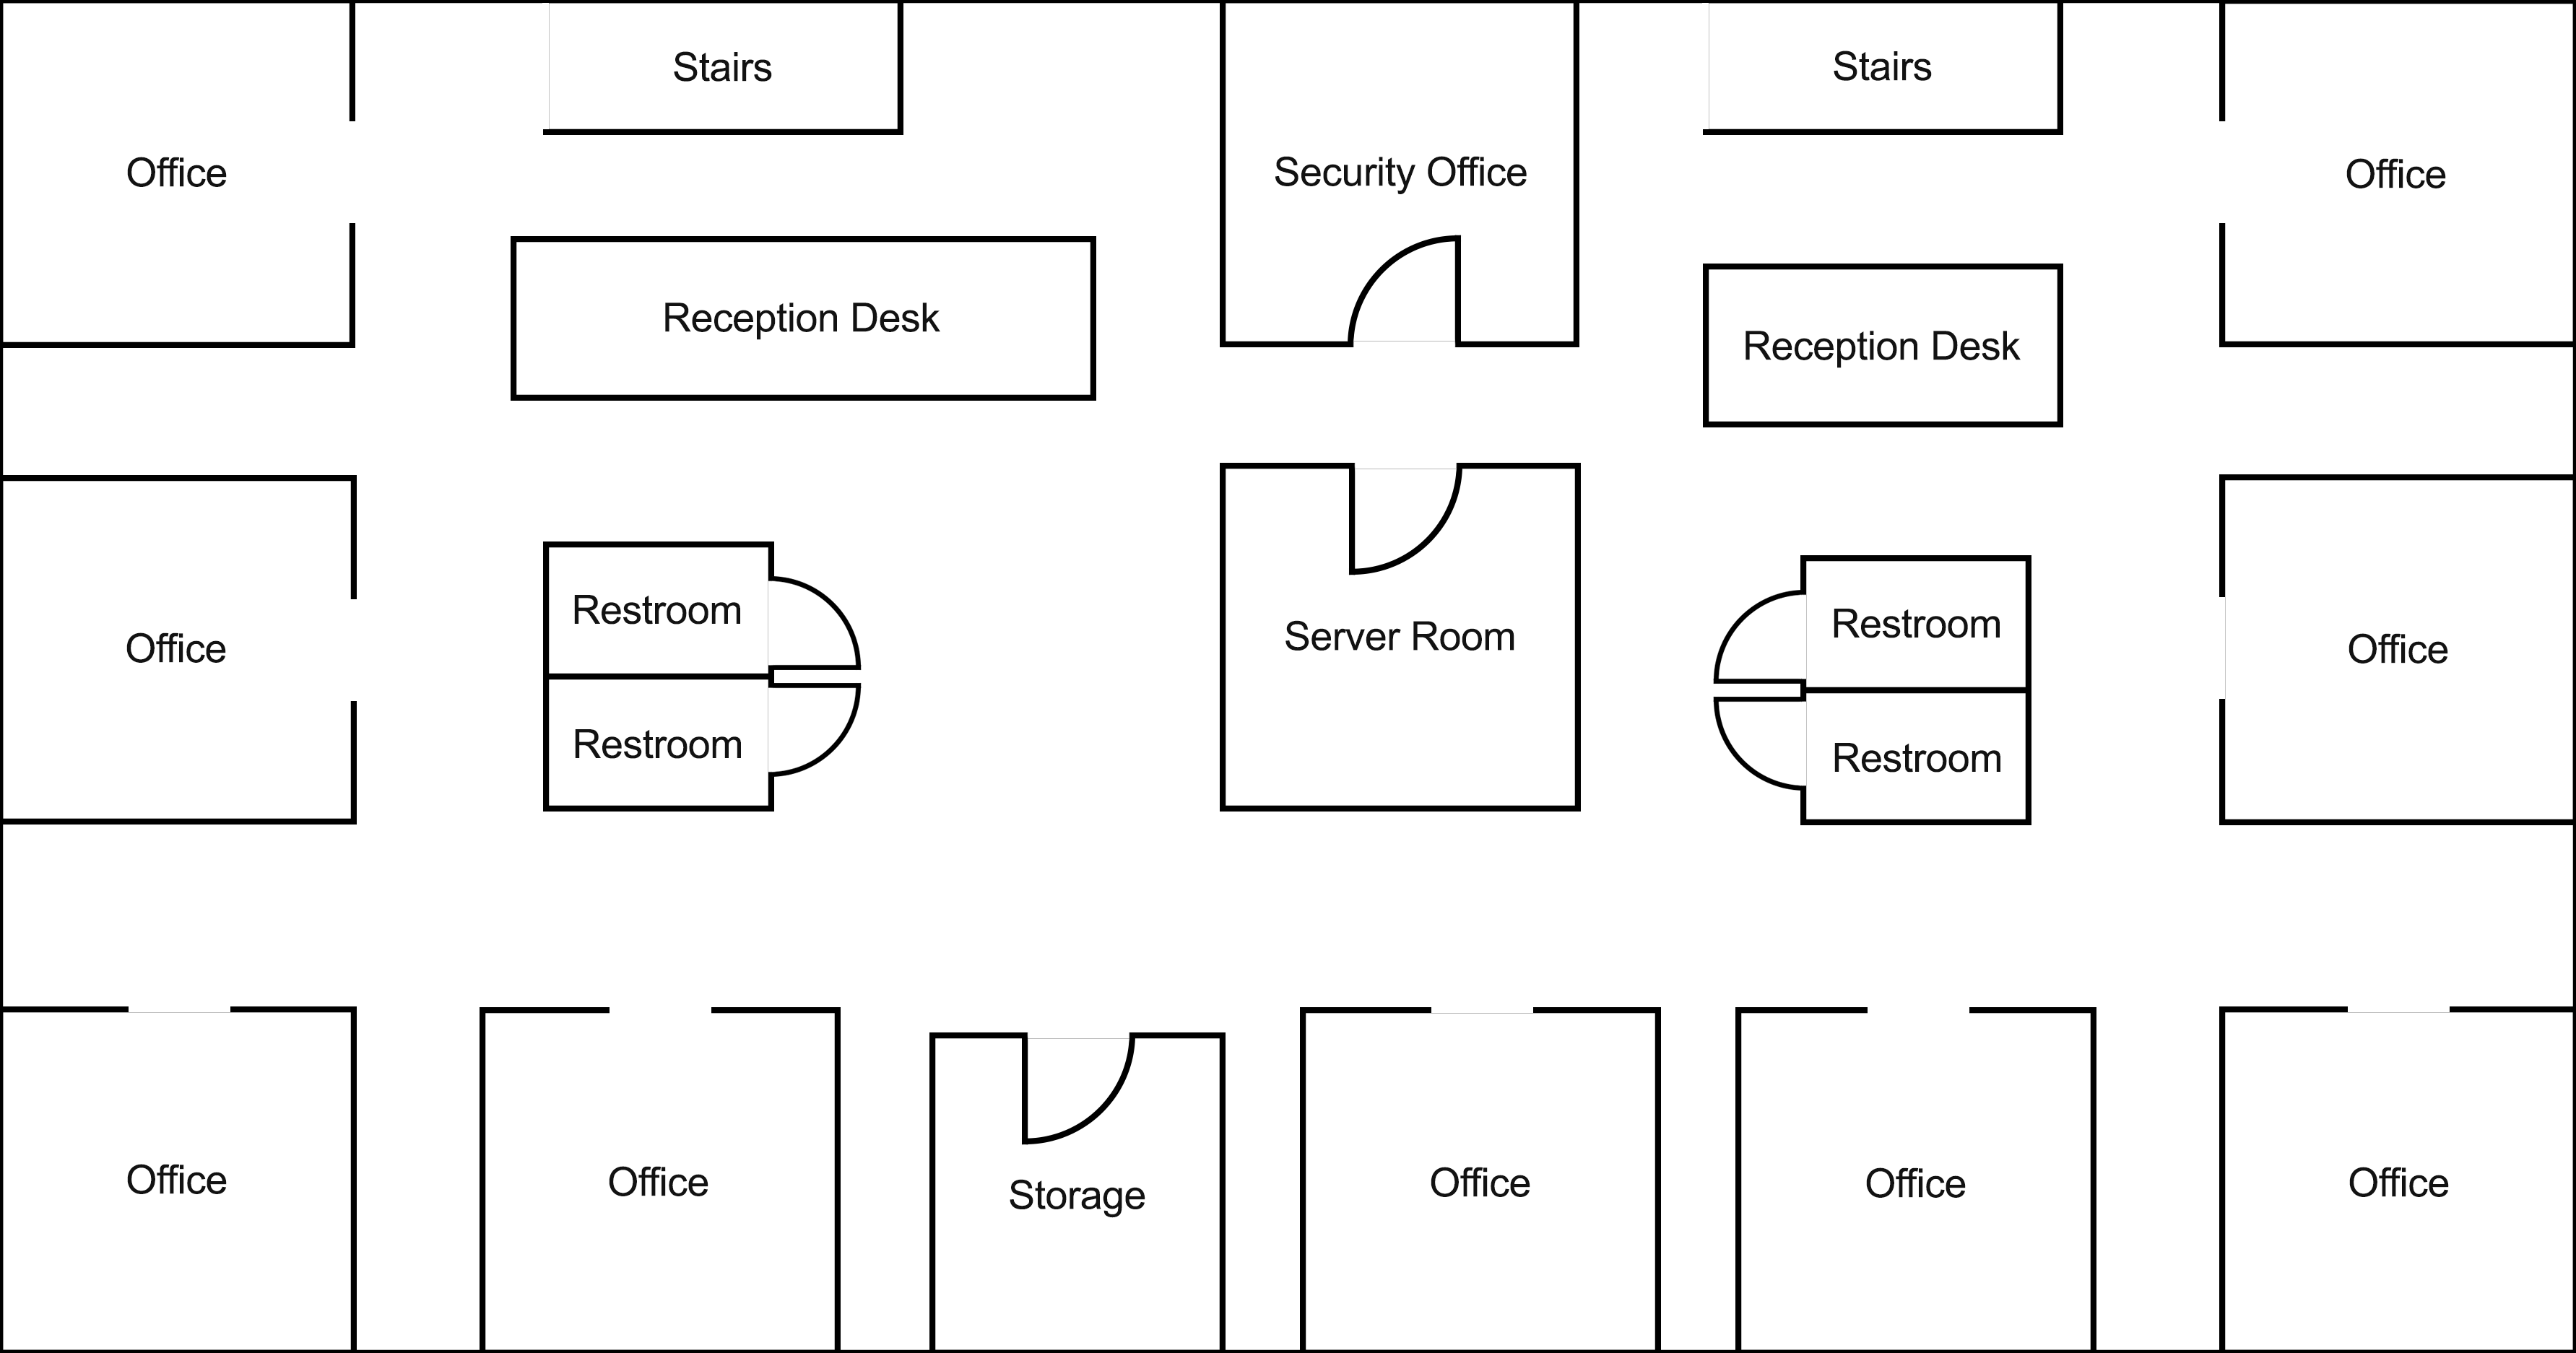 Stairs
Stairs
Office
Security Office
Office
Reception Desk
Reception Desk
Restroom
Restroom
Server Room
Office
Office
Restroom
Restroom
Office
Office
Storage
Office
Office
Office